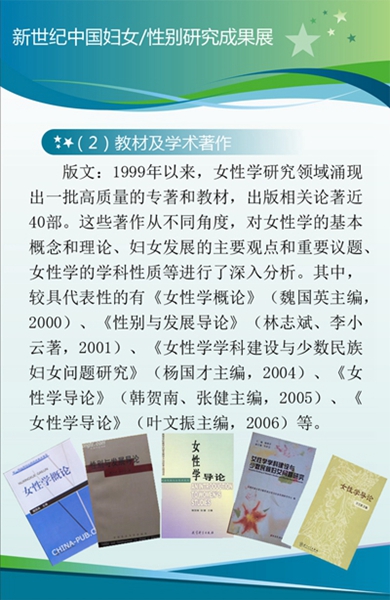 新世纪中国妇女/性别研究成果展
（2）教材及学术著作
版文：1999年以来，女性学研究领域涌现
出一批高质量的专著和教材，出版相关论著近
40部。这些著作从不同角度，对女性学的基本
概念和理论、妇女发展的主要观点和重要议题、
女性学的学科性质等进行了深入分析。其中，
较具代表性的有《女性学概论》（魏国英主编，
2000）、《性别与发展导论》（林志斌、李小
云著，2001）、《女性学学科建设与少数民族
妇女问题研究》（杨国才主编，2004）、《女
性学导论》（韩贺南、张健主编，2005）、《
女性学导论》（叶文振主编，2006）等。
女性学概论
CHINA-PUB.C
性别与发展导论
女性学
导论
女性学学科建设与
少数民族妇女问题研究
女性学导论